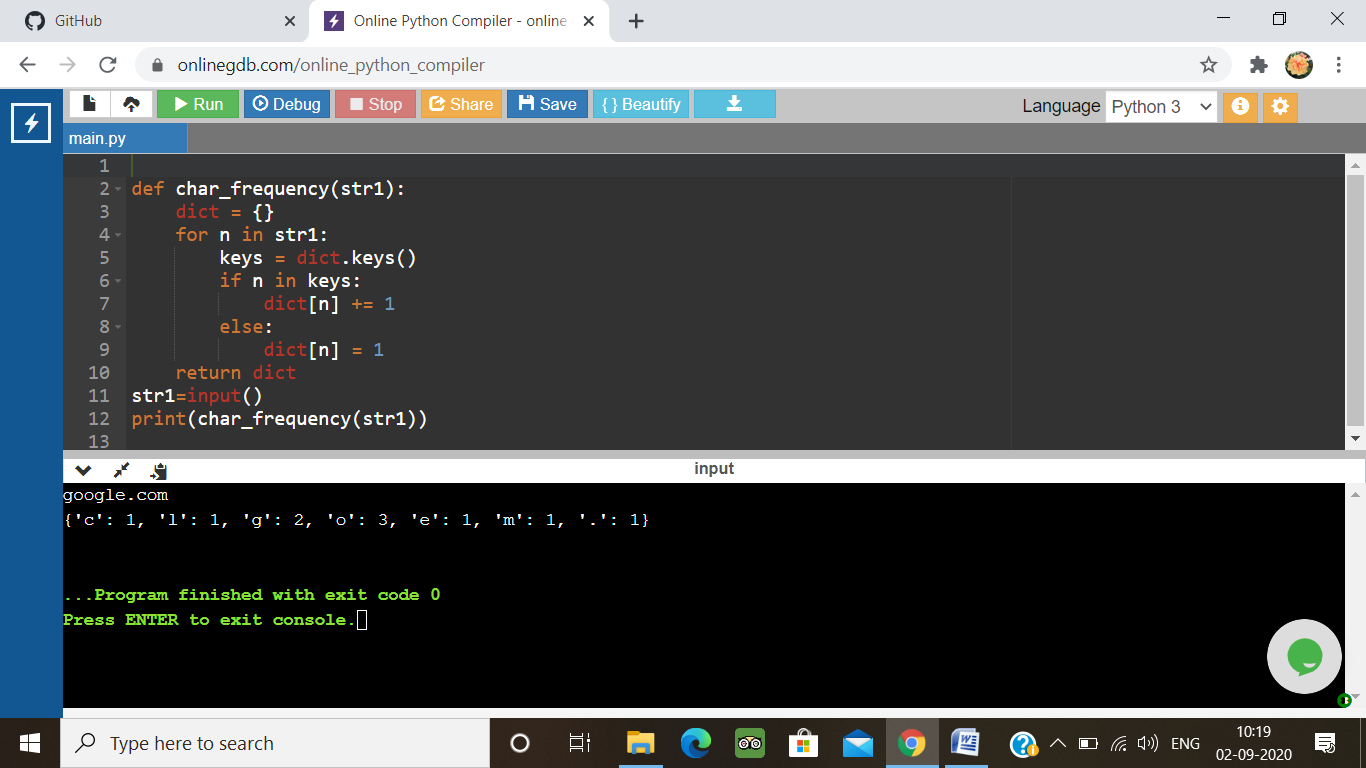 GitHub
Online Python Compiler - online
onlinegdb.com/online_python_compiler
Run Debug Stop Share Save { } Beautify Language Python 3
main.py
1
2 def char_frequency(str1):
3     dict = {}
4     for n in str1:
5         keys = dict.keys()
6         if n in keys:
7             dict[n] += 1
8         else:
9             dict[n] = 1
10     return dict
11 str1=input()
12 print(char_frequency(str1))
13
input
google.com
{'c': 1, 'l': 1, 'g': 2, 'o': 3, 'e': 1, 'm': 1, '.': 1}
...Program finished with exit code 0
Press ENTER to exit console.
Type here to search
ENG
10:19
02-09-2020